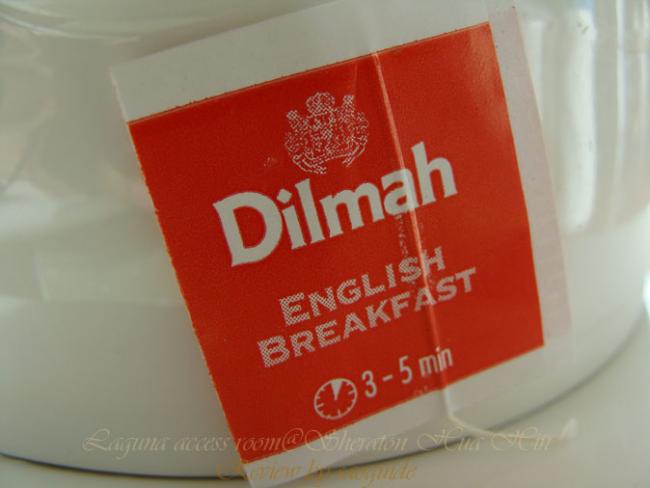 Dilmah
ENGLISH
BREAKFAST
3-5 min
Laguna access room@Sheraton Hua Hin
Review by